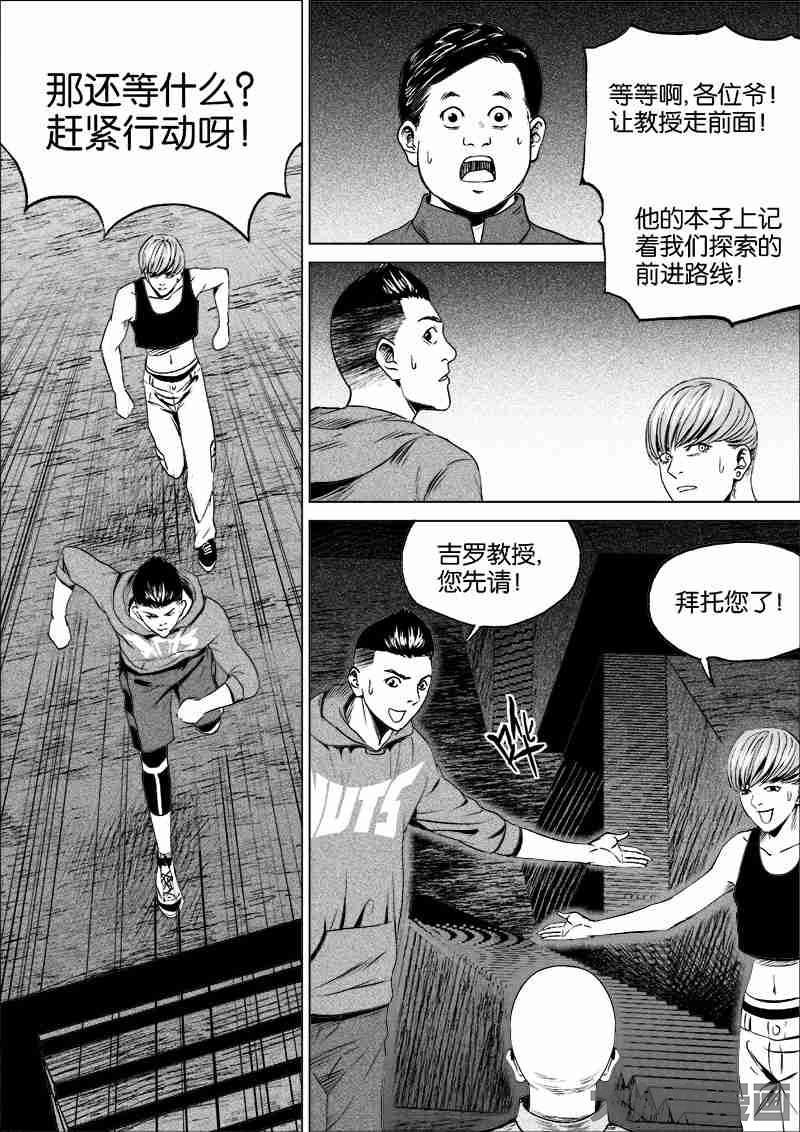 那还等什么？
赶紧行动呀！
等等啊,各位爷！
让教授走前面！
他的本子上记
着我们探索的
前进路线！
吉罗教授,
您先请！
拜托您了！
NUTS